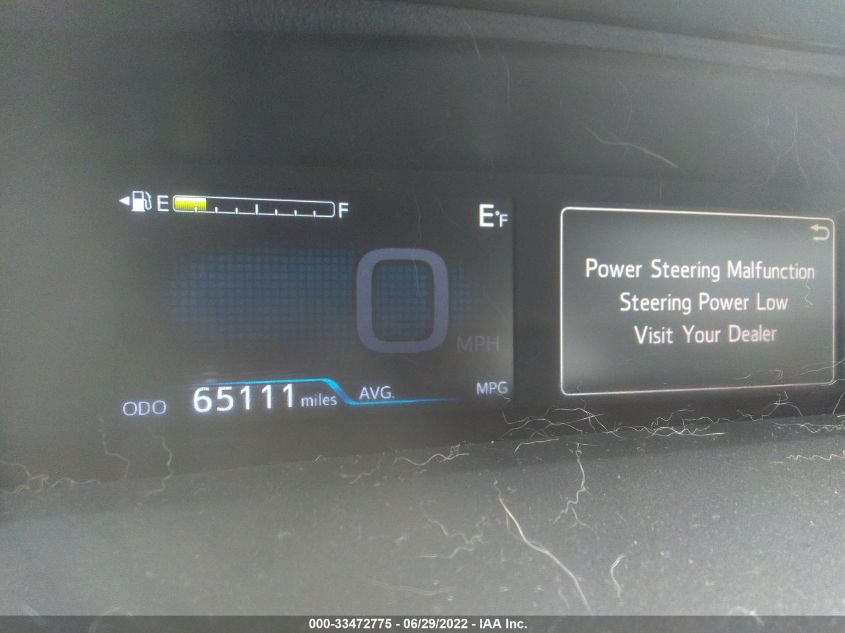 E F
E°F
0
MPH
ODO 65111 miles
AVG. MPG
Power Steering Malfunction
Steering Power Low
Visit Your Dealer
000-33472775 - 06/29/2022 - IAA Inc.